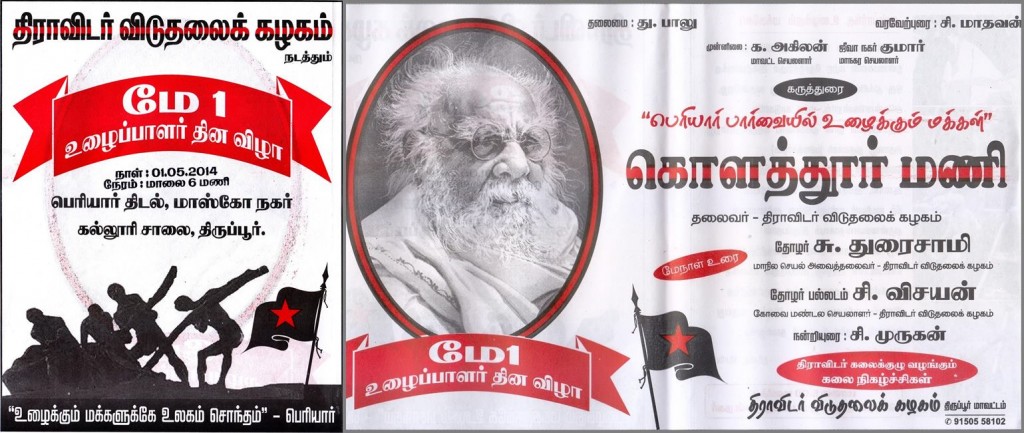 திராவிடர் விடுதலைக் கழகம்
நடத்தும்
மே 1
உழைப்பாளர் தின விழா
நாள் : 01.05.2014
நேரம் : மாலை 6 மணி
பெரியார் திடல், மாஸ்கோ நகர்
கல்லூரி சாலை, திருப்பூர்.
"உழைக்கும் மக்களுக்கே உலகம் சொந்தம்" - பெரியார்
தலைமை : து. பாலு
வரவேற்புரை : சி. மாதவன்
முன்னிலை : க. அகிலன் ஜீவா நகர் குமார்
மாவட்ட செயலாளர் மாநகர செயலாளர்
கருத்துரை
"பெரியார் பார்வையில் உழைக்கும் மக்கள்"
கொளத்தூர் மணி
தலைவர் - திராவிடர் விடுதலைக் கழகம்
மேநாள் உரை
தோழர் சு. துரைசாமி
மாநில செயல் அவைத்தலைவர் - திராவிடர் விடுதலைக் கழகம்
தோழர் பல்லடம் சி. விசயன்
கோவை மண்டல செயலாளர் - திராவிடர் விடுதலைக் கழகம்
நன்றியுரை : சி. முருகன்
மே1
உழைப்பாளர் தின விழா
திராவிடர் கலைக்குழு வழங்கும்
கலை நிகழ்ச்சிகள்
திராவிடர் விடுதலைக் கழகம் திருப்பூர் மாவட்டம்
✆ 91505 58102